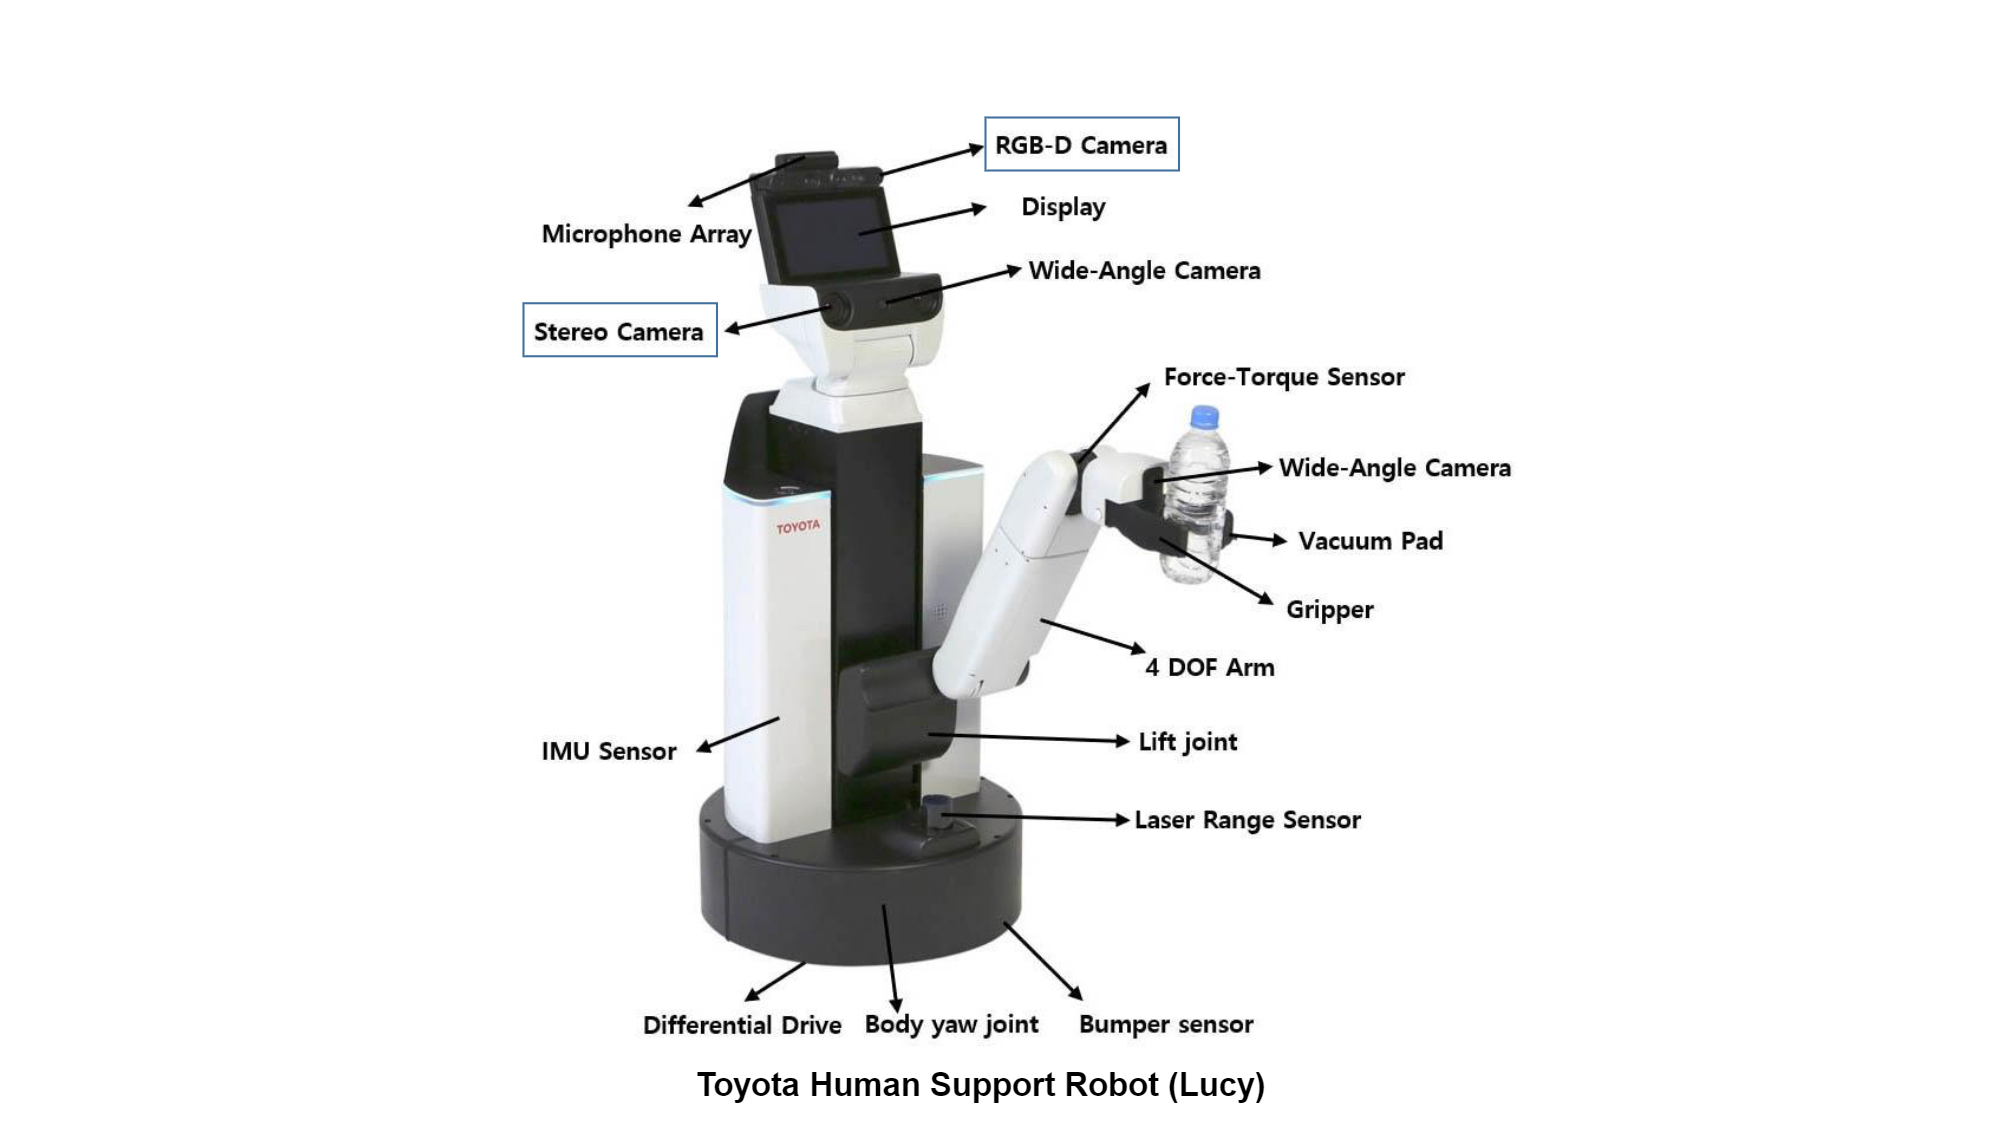 RGB-D Camera
Display
Microphone Array
Wide-Angle Camera
Stereo Camera
Force-Torque Sensor
Wide-Angle Camera
TOYOTA
Vacuum Pad
Gripper
4 DOF Arm
Lift joint
IMU Sensor
Laser Range Sensor
Differential Drive
Body yaw joint
Bumper sensor
Toyota Human Support Robot (Lucy)